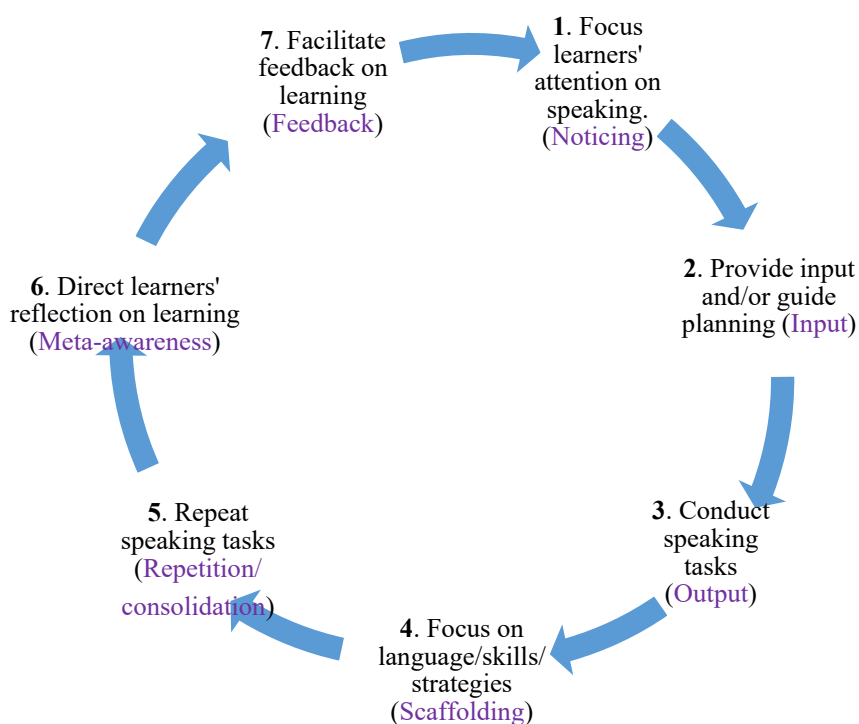 1. Focus
learners'
attention on
speaking.
(Noticing)
2. Provide input
and/or guide
planning (Input)
3. Conduct
speaking
tasks
(Output)
4. Focus on
language/skills/
strategies
(Scaffolding)
5. Repeat
speaking tasks
(Repetition/
consolidation)
6. Direct learners'
reflection on learning
(Meta-awareness)
7. Facilitate
feedback on
learning
(Feedback)